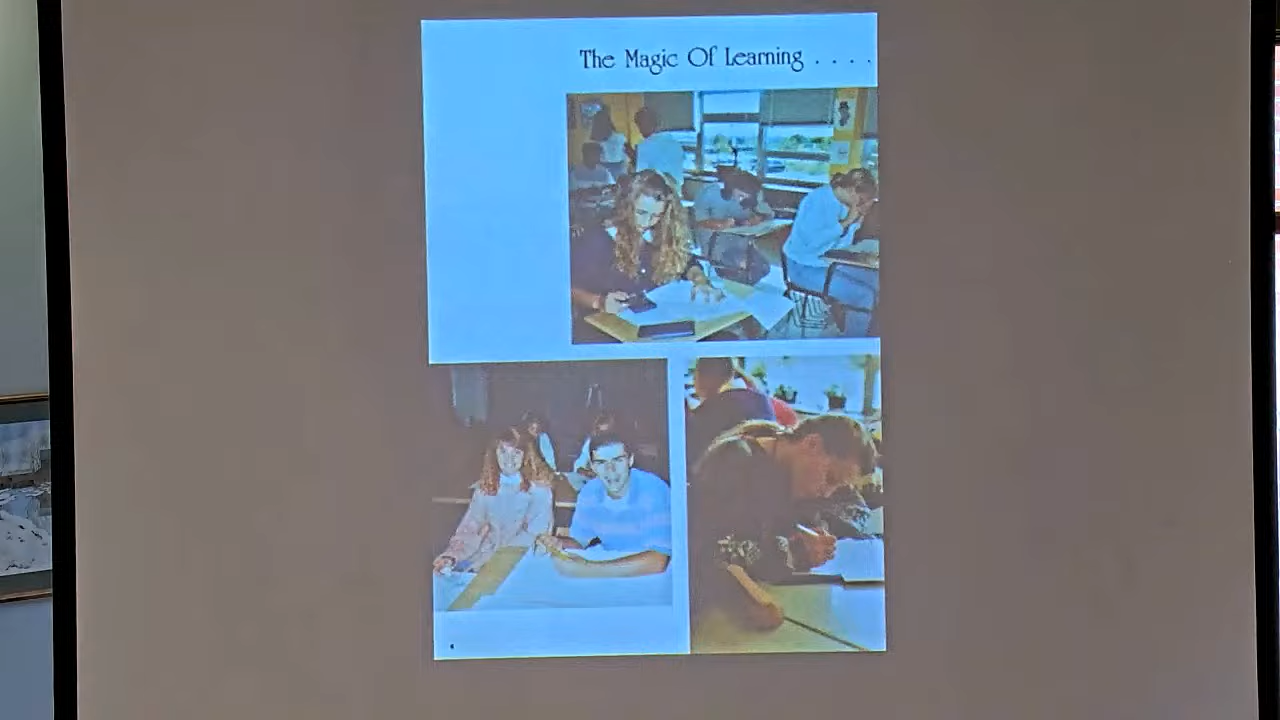 The Magic Of Learning . . . .